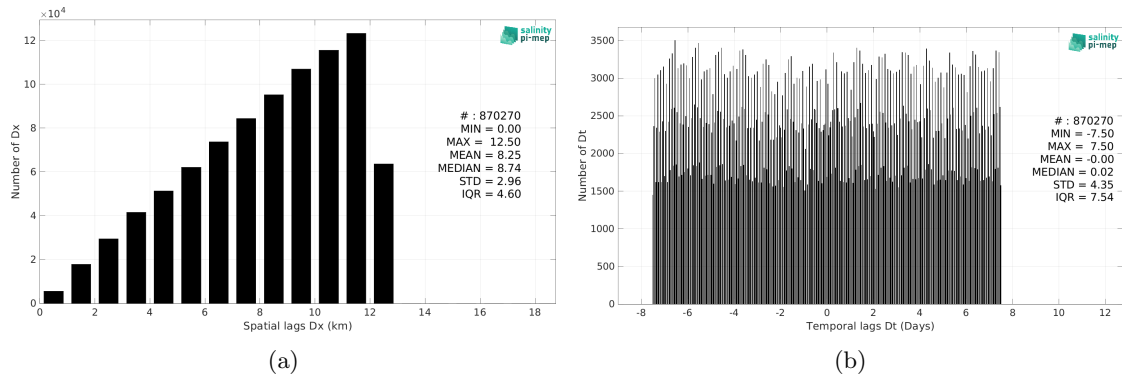 ×10⁴
12
10
8
6
4
2
0
Number of Dx
0 2 4 6 8 10 12 14 16 18
Spatial lags Dx (km)
salinity
pi-mep
# : 870270
MIN = 0.00
MAX = 12.50
MEAN = 8.25
MEDIAN = 8.74
STD = 2.96
IQR = 4.60
(a)
3500
3000
2500
2000
1500
1000
500
0
Number of Dt
-8 -6 -4 -2 0 2 4 6 8 10 12
Temporal lags Dt (Days)
salinity
pi-mep
# : 870270
MIN = -7.50
MAX = 7.50
MEAN = -0.00
MEDIAN = 0.02
STD = 4.35
IQR = 7.54
(b)